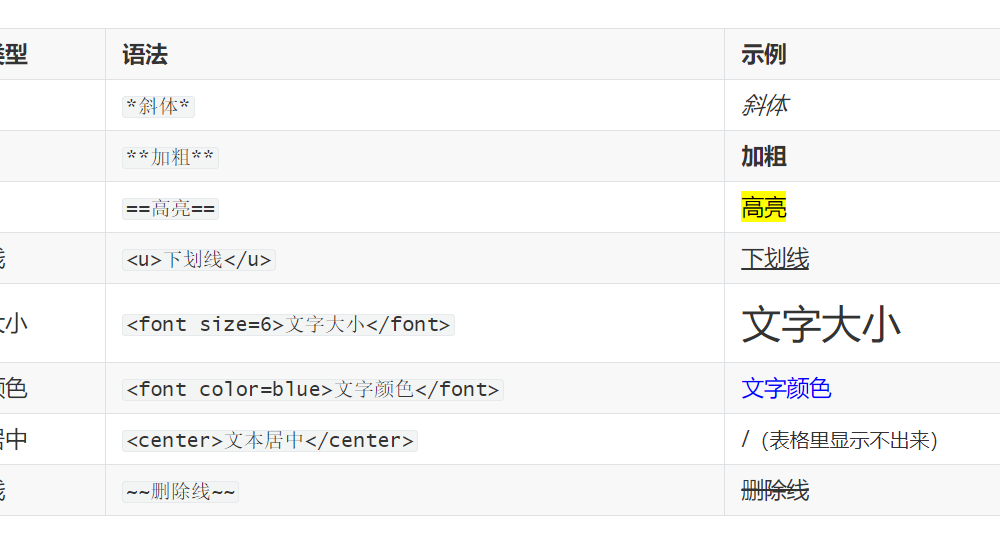 类型 语法 示例
*斜体* 斜体
**加粗** 加粗
==高亮== 高亮
线 <u>下划线</u> 下划线
大小 <font size=6>文字大小</font> 文字大小
颜色 <font color=blue>文字颜色</font> 文字颜色
居中 <center>文本居中</center> /（表格里显示不出来）
线 ~~删除线~~ 删除线